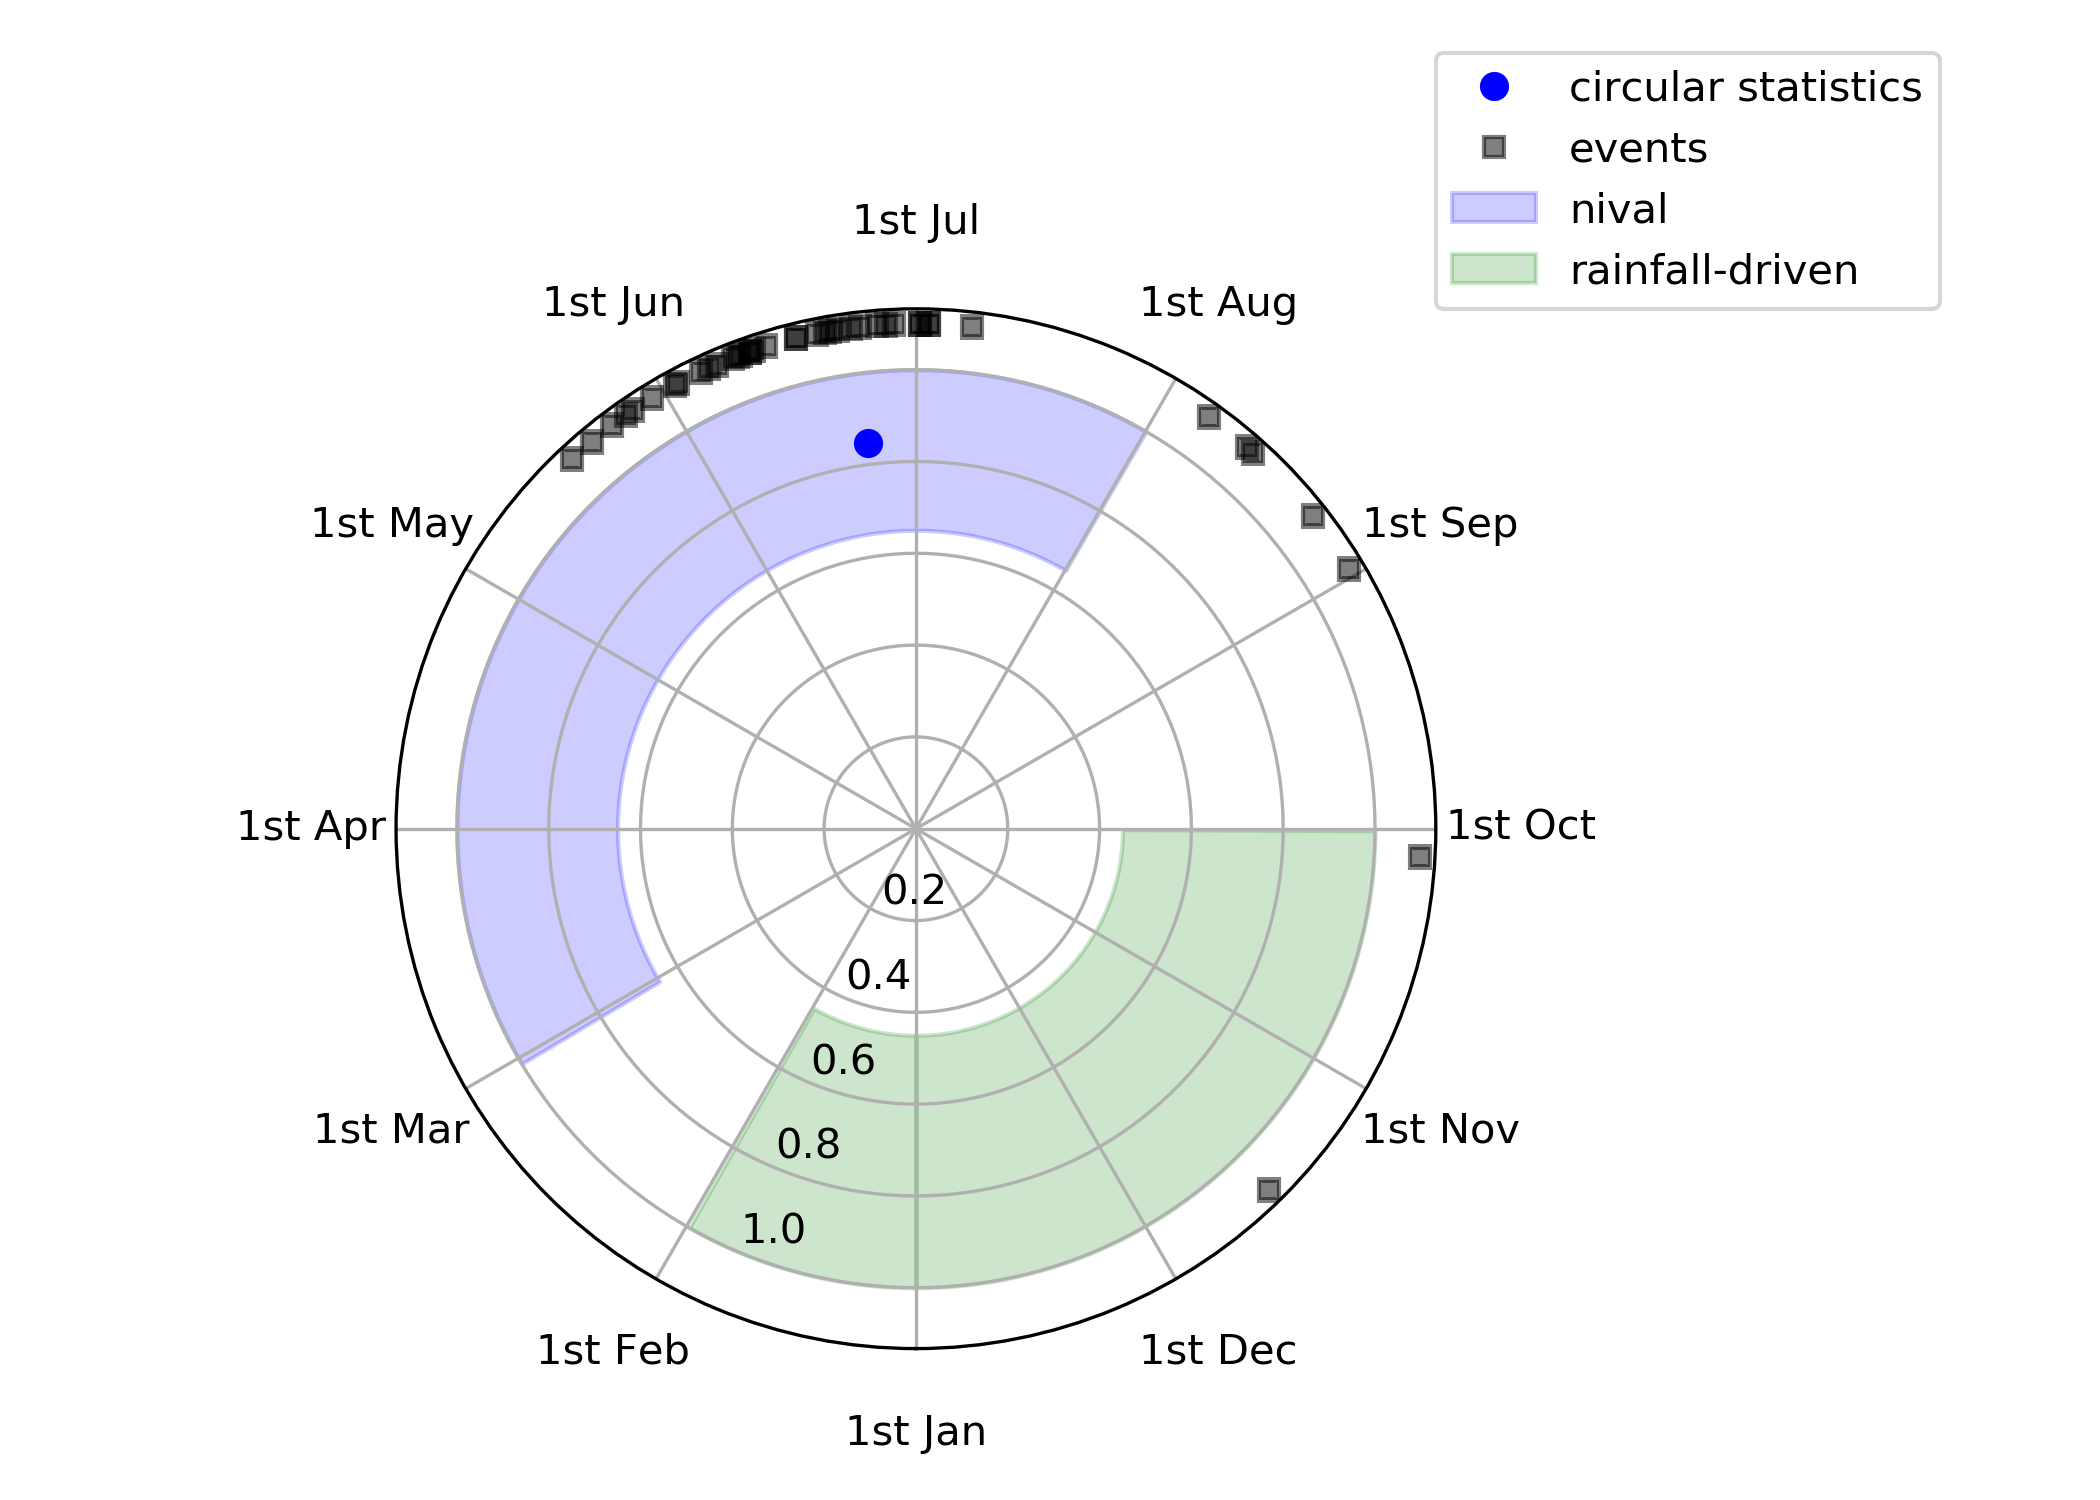 circular statistics
events
nival
rainfall-driven
1st Jul
1st Jun
1st Aug
1st May
1st Sep
1st Apr
1st Oct
0.2
0.4
0.6
1st Mar
1st Nov
0.8
1.0
1st Feb
1st Dec
1st Jan